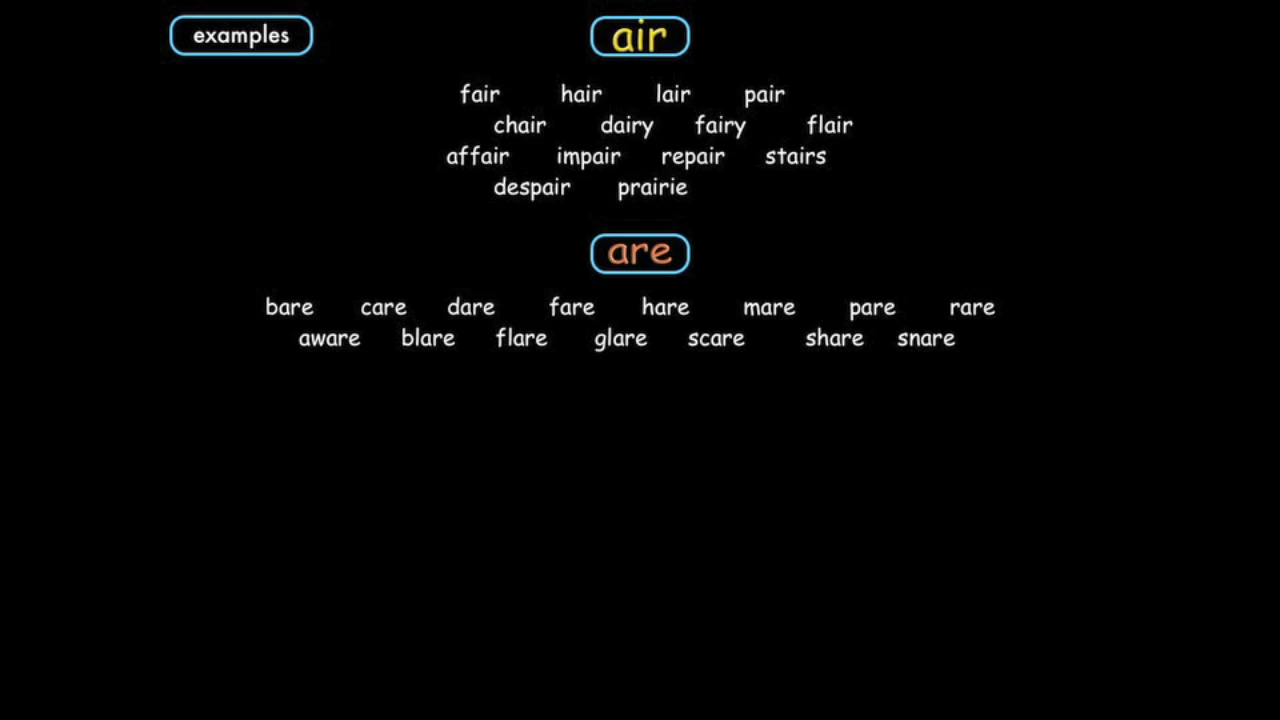 examples
air
fair hair lair pair
chair dairy fairy flair
affair impair repair stairs
despair prairie
are
bare care dare fare hare mare pare rare
aware blare flare glare scare share snare